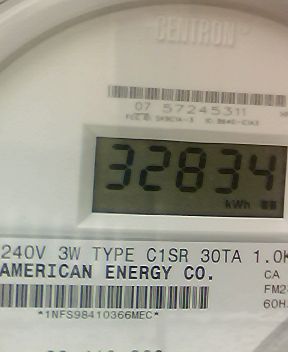 CENTRON
07 57245311
32834
kWh
240V 3W TYPE C1SR 30TA 1.0K
AMERICAN ENERGY CO.
CA
FM2
60H
*1NFS98410366MEC*